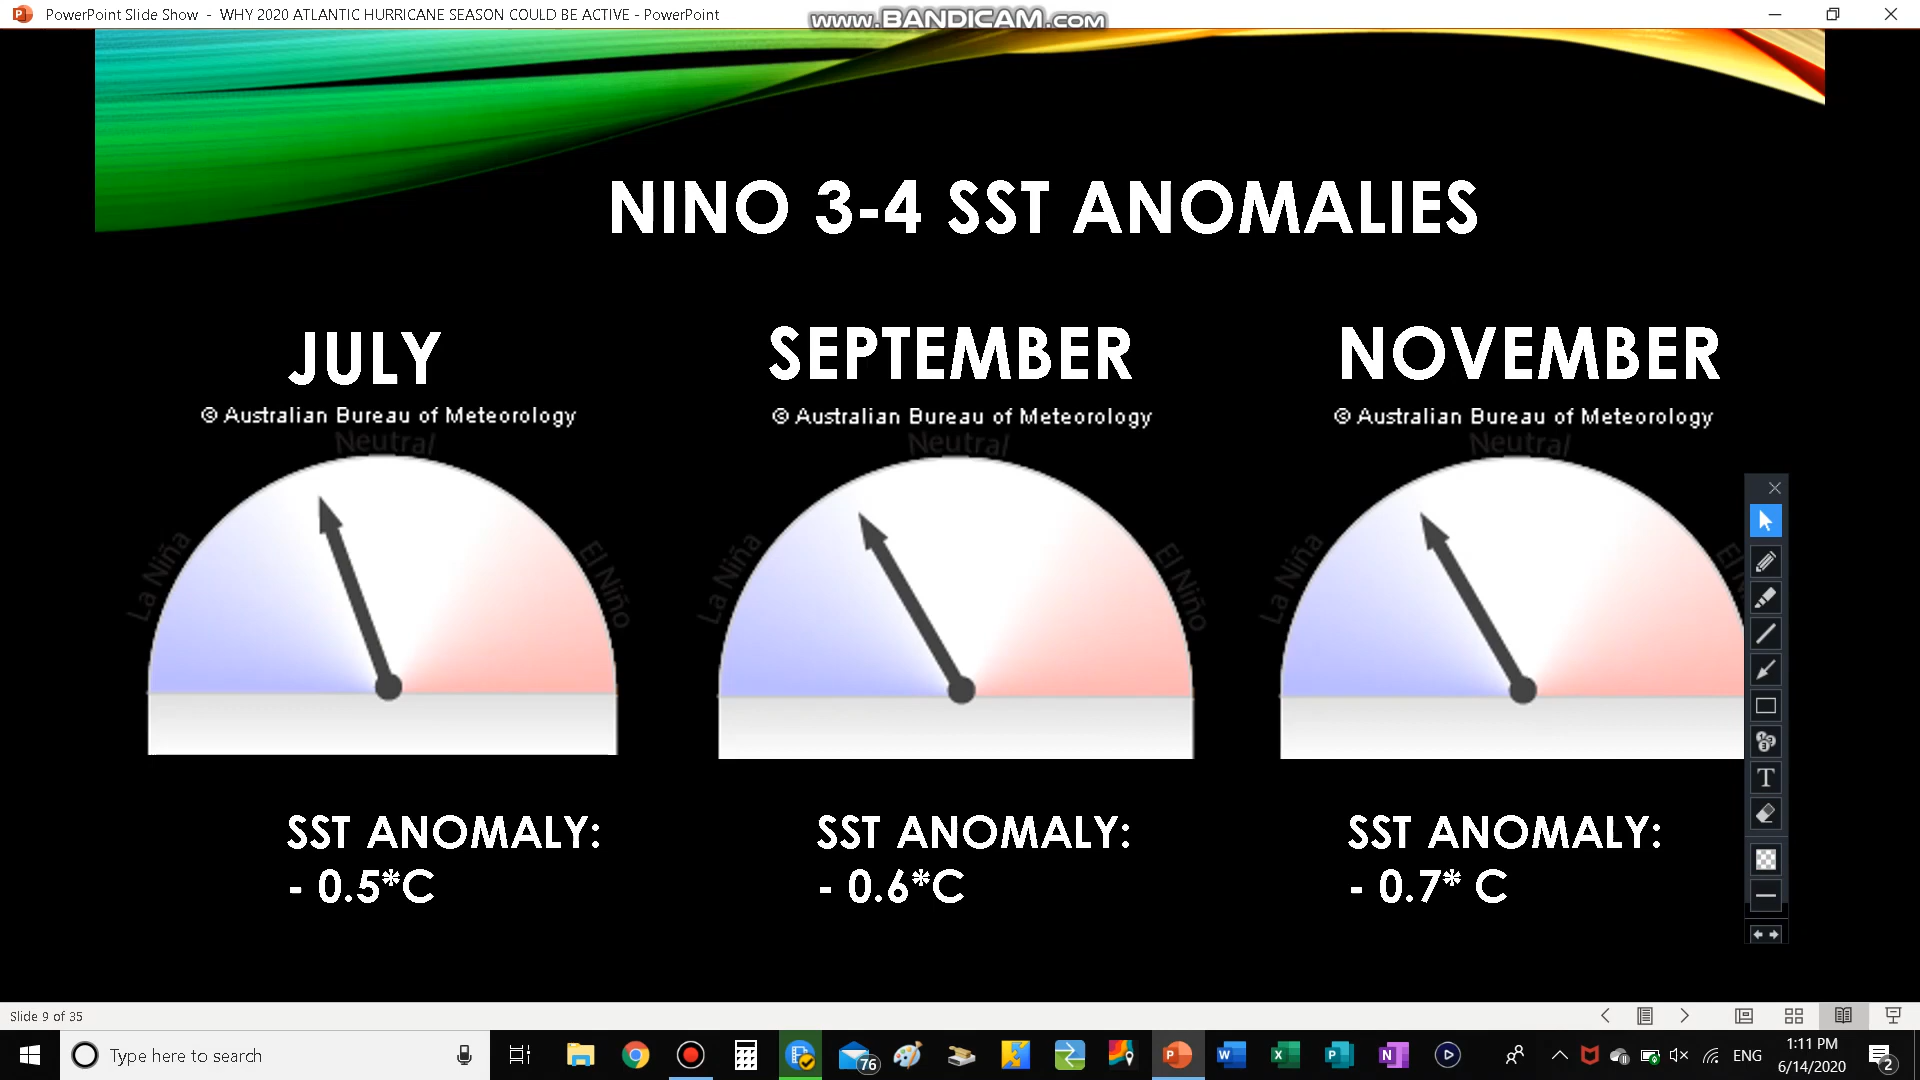 PowerPoint Slide Show - WHY 2020 ATLANTIC HURRICANE SEASON COULD BE ACTIVE - PowerPoint
www.BANDICAM.com
NINO 3-4 SST ANOMALIES
JULY
SEPTEMBER
NOVEMBER
© Australian Bureau of Meteorology
© Australian Bureau of Meteorology
© Australian Bureau of Meteorology
Neutral
Neutral
Neutral
La Niña
El Niño
La Niña
El Niño
La Niña
SST ANOMALY:
- 0.5*C
SST ANOMALY:
- 0.6*C
SST ANOMALY:
- 0.7* C
Slide 9 of 35
Type here to search
76
ENG
1:11 PM
6/14/2020
2